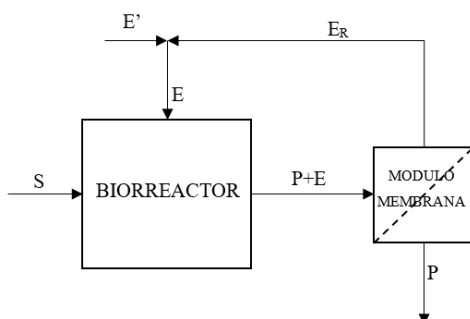 E'
E_R
E
S
BIORREACTOR
P+E
MODULO
MEMBRANA
P